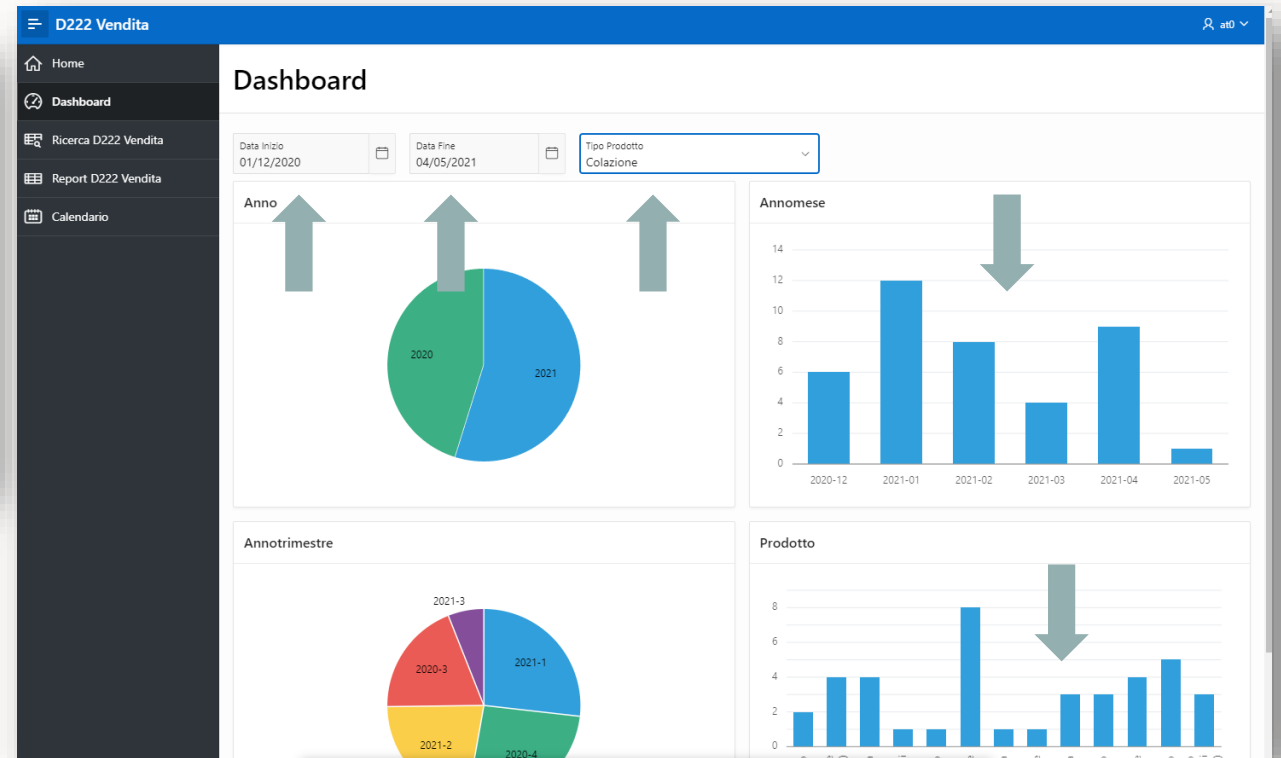 D222 Vendita
at0
Home
Dashboard
Ricerca D222 Vendita
Report D222 Vendita
Calendario
Dashboard
Data Inizio
01/12/2020
Data Fine
04/05/2021
Tipo Prodotto
Colazione
Anno
2020
2021
Annomese
14
12
10
8
6
4
2
0
2020-12 2021-01 2021-02 2021-03 2021-04 2021-05
Annotrimestre
2021-3
2020-3
2021-1
2021-2
2020-4
Prodotto
8
6
4
2
0